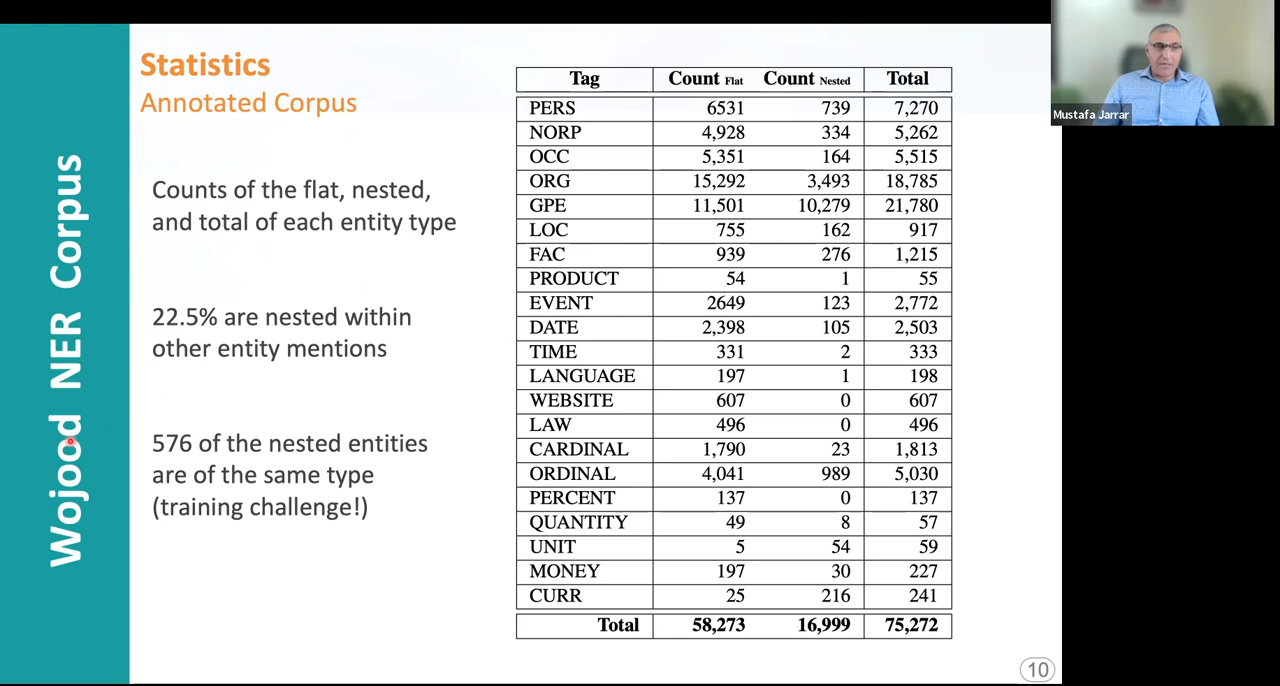 Wojood NER Corpus
Statistics
Annotated Corpus
Counts of the flat, nested,
and total of each entity type
22.5% are nested within
other entity mentions
576 of the nested entities
are of the same type
(training challenge!)
Tag Count Flat Count Nested Total
PERS 6531 739 7,270
NORP 4,928 334 5,262
OCC 5,351 164 5,515
ORG 15,292 3,493 18,785
GPE 11,501 10,279 21,780
LOC 755 162 917
FAC 939 276 1,215
PRODUCT 54 1 55
EVENT 2649 123 2,772
DATE 2,398 105 2,503
TIME 331 2 333
LANGUAGE 197 1 198
WEBSITE 607 0 607
LAW 496 0 496
CARDINAL 1,790 23 1,813
ORDINAL 4,041 989 5,030
PERCENT 137 0 137
QUANTITY 49 8 57
UNIT 5 54 59
MONEY 197 30 227
CURR 25 216 241
Total 58,273 16,999 75,272
10
Mustafa Jarrar